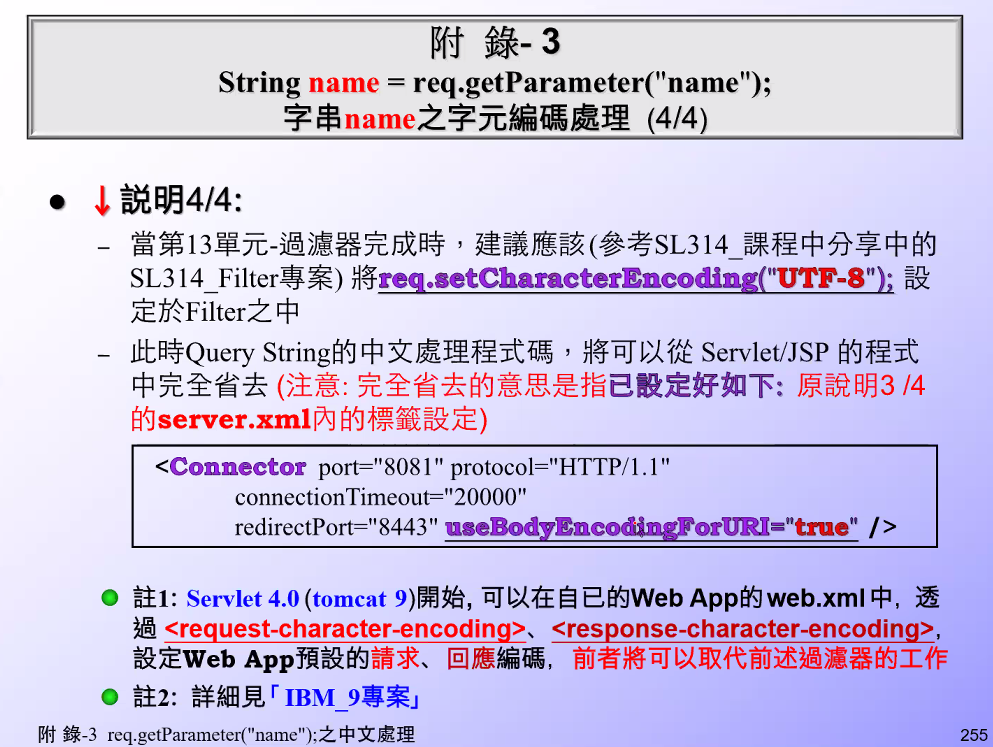 附 錄- 3
String name = req.getParameter("name");
字串name之字元編碼處理 (4/4)
● ↓説明4/4:
– 當第13單元-過濾器完成時，建議應該(參考SL314_課程中分享中的
SL314_Filter專案) 將req.setCharacterEncoding("UTF-8"); 設
定於Filter之中
– 此時Query String的中文處理程式碼，將可以從 Servlet/JSP 的程式
中完全省去 (注意: 完全省去的意思是指已設定好如下: 原說明3 /4
的server.xml內的標籤設定)
<Connector port="8081" protocol="HTTP/1.1"
connectionTimeout="20000"
redirectPort="8443" useBodyEncodingForURI="true" />
註1: Servlet 4.0 (tomcat 9)開始, 可以在自已的Web App的web.xml中, 透
過 <request-character-encoding>、<response-character-encoding>,
設定Web App預設的請求、回應編碼, 前者將可以取代前述過濾器的工作
註2: 詳細見「IBM_9專案」
附 錄-3 req.getParameter("name");之中文處理
255